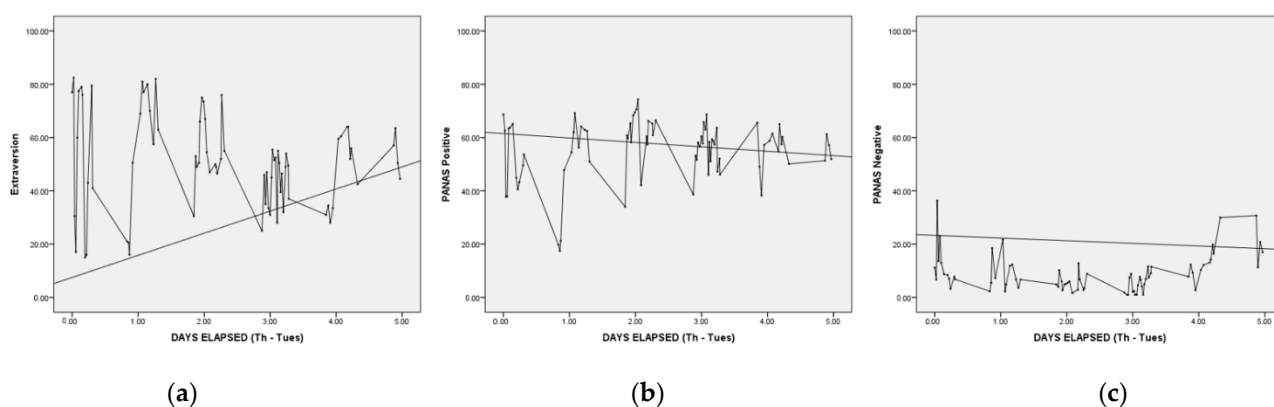 Extraversion
100.00
80.00
60.00
40.00
20.00
0.00
0.00 1.00 2.00 3.00 4.00 5.00
DAYS ELAPSED (Th - Tues)
(a)
PANAS Positive
100.00
80.00
60.00
40.00
20.00
0.00
0.00 1.00 2.00 3.00 4.00 5.00
DAYS ELAPSED (Th - Tues)
(b)
PANAS Negative
100.00
80.00
60.00
40.00
20.00
0.00
0.00 1.00 2.00 3.00 4.00 5.00
DAYS ELAPSED (Th - Tues)
(c)